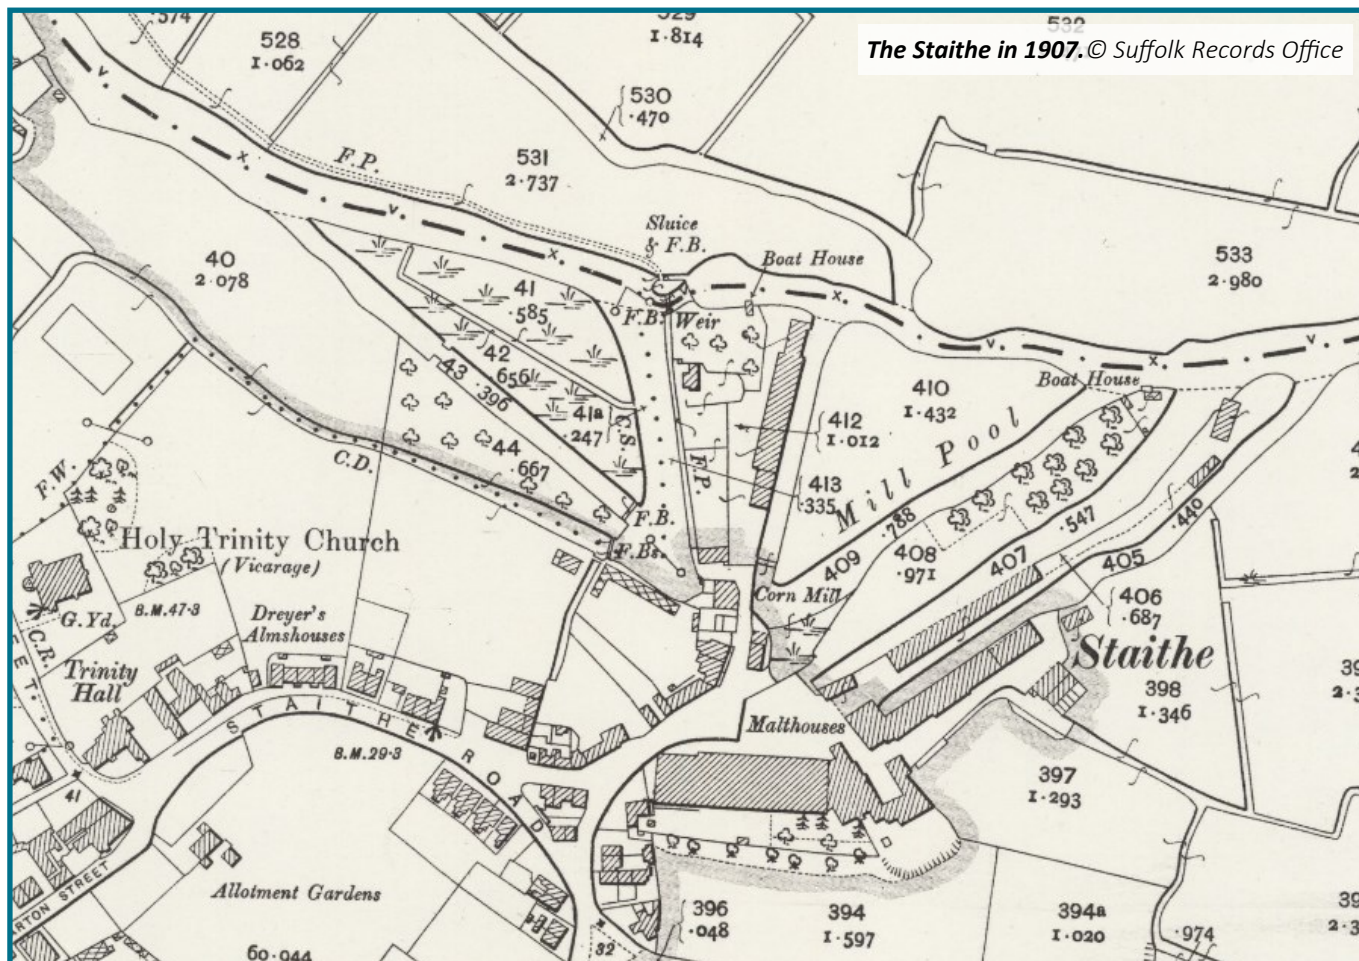 The Staithe in 1907. © Suffolk Records Office
.574
528
1.062
529
1.814
532
530
.470
F.P.
531
2.737
Sluice
& F.B.
Boat House
533
2.980
40
2.078
41
.585
F.B.
Weir
42
.656
43
.396
41a
.247
C.S.
44
.667
C.D.
F.W.
F.P.
410
1.432
412
1.012
413
.335
Mill Pool
Boat House
409
.788
408
.971
407
.547
405
.440
406
.687
F.B.
F.Bs.
Corn Mill
Holy Trinity Church
(Vicarage)
B.M.47.3
G.Yd.
C.R.
Trinity
Hall
Dreyer's
Almshouses
Staithe
398
1.346
Malthouses
STAITHE ROAD
B.M.29.3
397
1.293
41
Allotment Gardens
60.944
396
.048
394
1.597
394a
1.020
.974
32